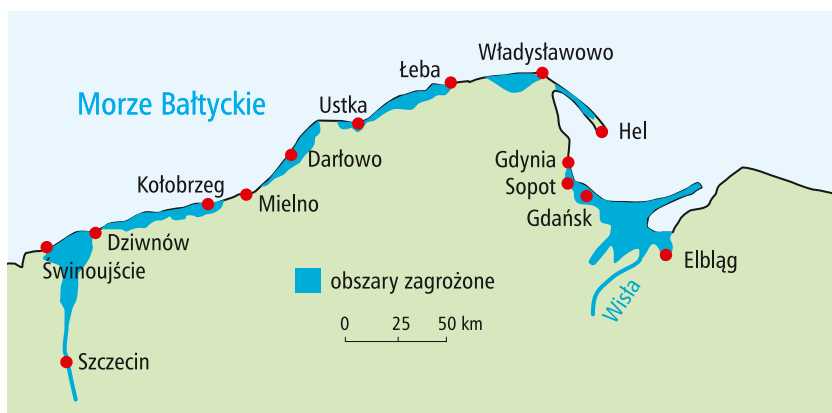 Władysławowo
Łeba
Morze Bałtyckie
Ustka
Hel
Darłowo
Gdynia
Sopot
Kołobrzeg
Mielno
Gdańsk
Dziwnów
Świnoujście
Elbląg
obszary zagrożone
Wisła
0 25 50 km
Szczecin